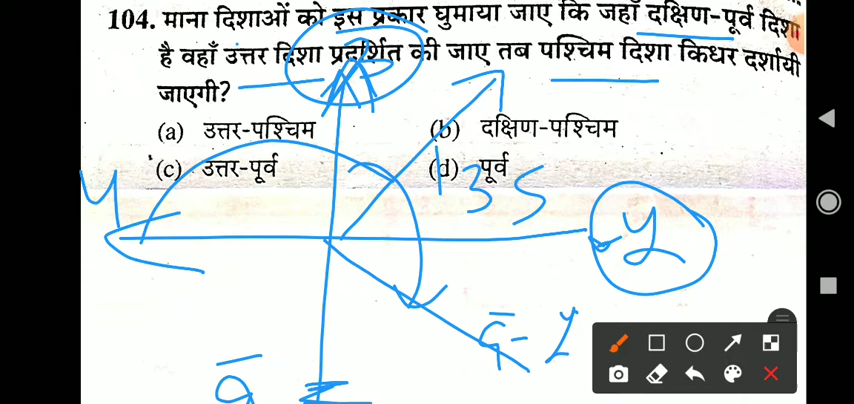 104. माना दिशाओं को इस प्रकार घुमाया जाए कि जहाँ दक्षिण-पूर्व दिशा
है वहाँ उत्तर दिशा प्रदर्शित की जाए तब पश्चिम दिशा किधर दर्शायी
जाएगी?
(a) उत्तर-पश्चिम (b) दक्षिण-पश्चिम
(c) उत्तर-पूर्व (d) पूर्व
135